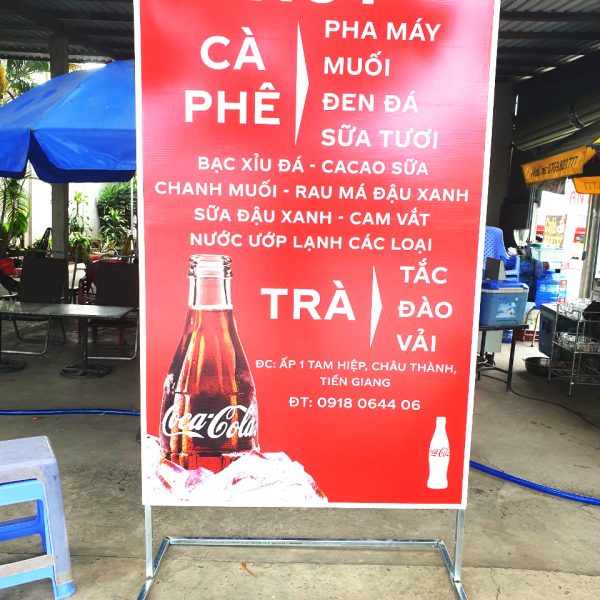 CÀ PHÊ
PHA MÁY
MUỐI
ĐEN ĐÁ
SỮA TƯƠI
BẠC XỈU ĐÁ - CACAO SỮA
CHANH MUỐI - RAU MÁ ĐẬU XANH
SỮA ĐẬU XANH - CAM VẮT
NƯỚC ƯỚP LẠNH CÁC LOẠI
TRÀ
TẮC
ĐÀO
VẢI
ĐC: ẤP 1 TAM HIỆP, CHÂU THÀNH,
TIỀN GIANG
ĐT: 0918 0644 06
Coca-Cola
Coca-Cola